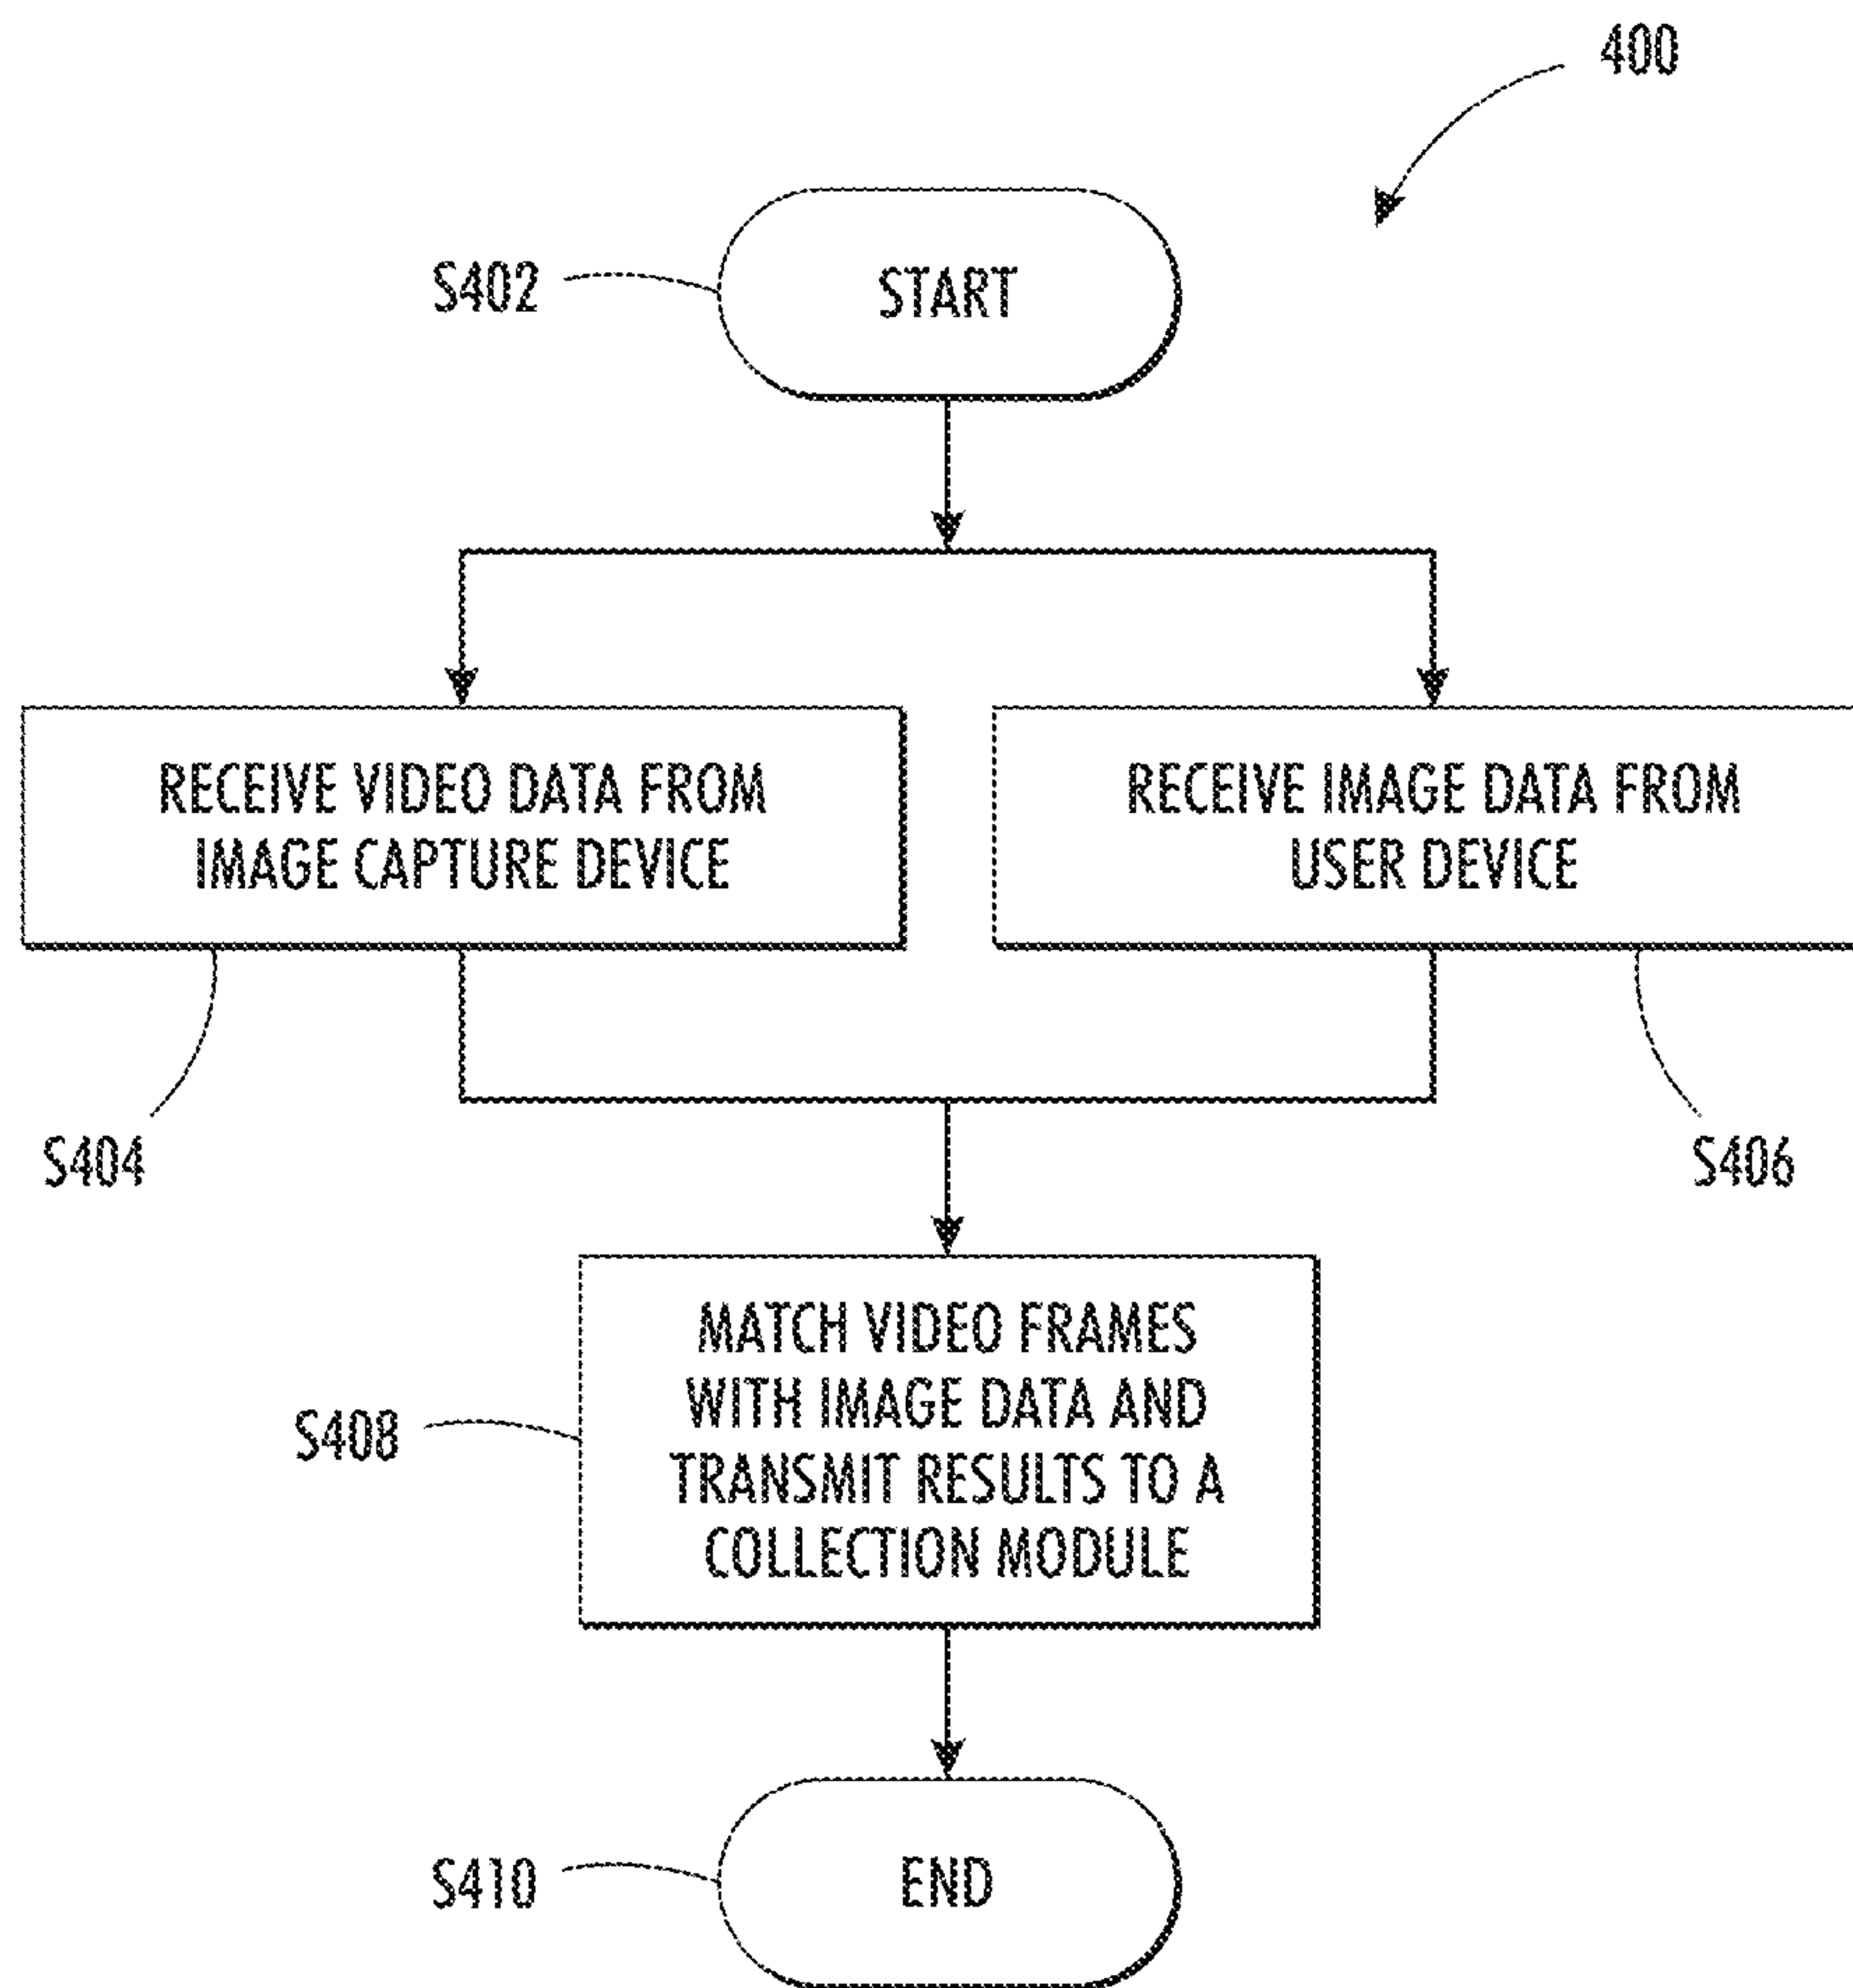 400
S402
START
RECEIVE VIDEO DATA FROM
IMAGE CAPTURE DEVICE
RECEIVE IMAGE DATA FROM
USER DEVICE
S404
S406
MATCH VIDEO FRAMES
WITH IMAGE DATA AND
TRANSMIT RESULTS TO A
COLLECTION MODULE
S408
S410
END